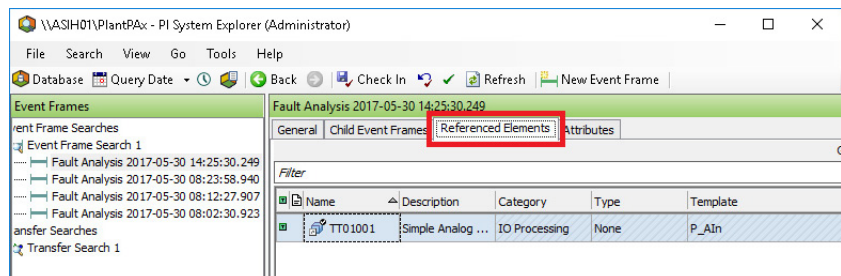 \\ASIH01\PlantPAx - PI System Explorer (Administrator)
File Search View Go Tools Help
Database Query Date Back Check In Refresh New Event Frame
Event Frames
Fault Analysis 2017-05-30 14:25:30.249
General Child Event Frames Referenced Elements Attributes
Filter
Name Description Category Type Template
TT01001 Simple Analog ... IO Processing None P_AIn
vent Frame Searches
Event Frame Search 1
Fault Analysis 2017-05-30 14:25:30.249
Fault Analysis 2017-05-30 08:23:58.940
Fault Analysis 2017-05-30 08:12:27.907
Fault Analysis 2017-05-30 08:02:30.923
ansfer Searches
Transfer Search 1